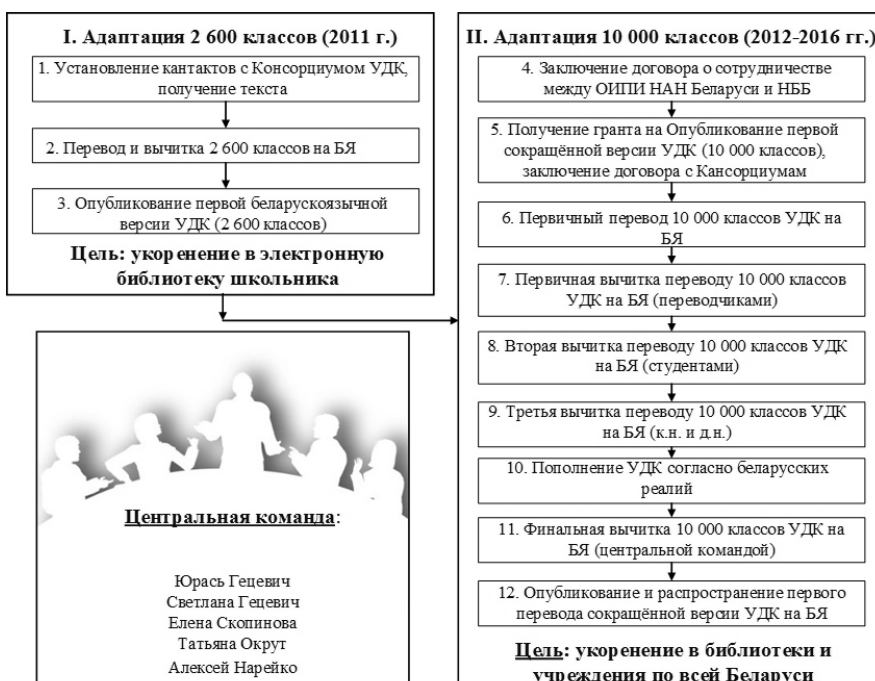 I. Адаптация 2 600 классов (2011 г.)
1. Установление кантактов с Консорциумом УДК,
получение текста
2. Перевод и вычитка 2 600 классов на БЯ
3. Опубликование первой беларускоязычной
версии УДК (2 600 классов)
Цель: укоренение в электронную
библиотеку школьника
Центральная команда:
Юрась Гецевич
Светлана Гецевич
Елена Скопинова
Татьяна Окрут
Алексей Нарейко
II. Адаптация 10 000 классов (2012-2016 гг.)
4. Заключение договора о сотрудничестве
между ОИПИ НАН Беларуси и НББ
5. Получение гранта на Опубликование первой
сокращённой версии УДК (10 000 классов),
заключение договора с Кансорциумам
6. Первичный перевод 10 000 классов УДК на
БЯ
7. Первичная вычитка переводу 10 000 классов
УДК на БЯ (переводчиками)
8. Вторая вычитка переводу 10 000 классов УДК
на БЯ (студентами)
9. Третья вычитка переводу 10 000 классов УДК
на БЯ (к.н. и д.н.)
10. Пополнение УДК согласно беларусских
реалий
11. Финальная вычитка 10 000 классов УДК на
БЯ (центральной командой)
12. Опубликование и распространение первого
перевода сокращённой версии УДК на БЯ
Цель: укоренение в библиотеки и
учреждения по всей Беларуси